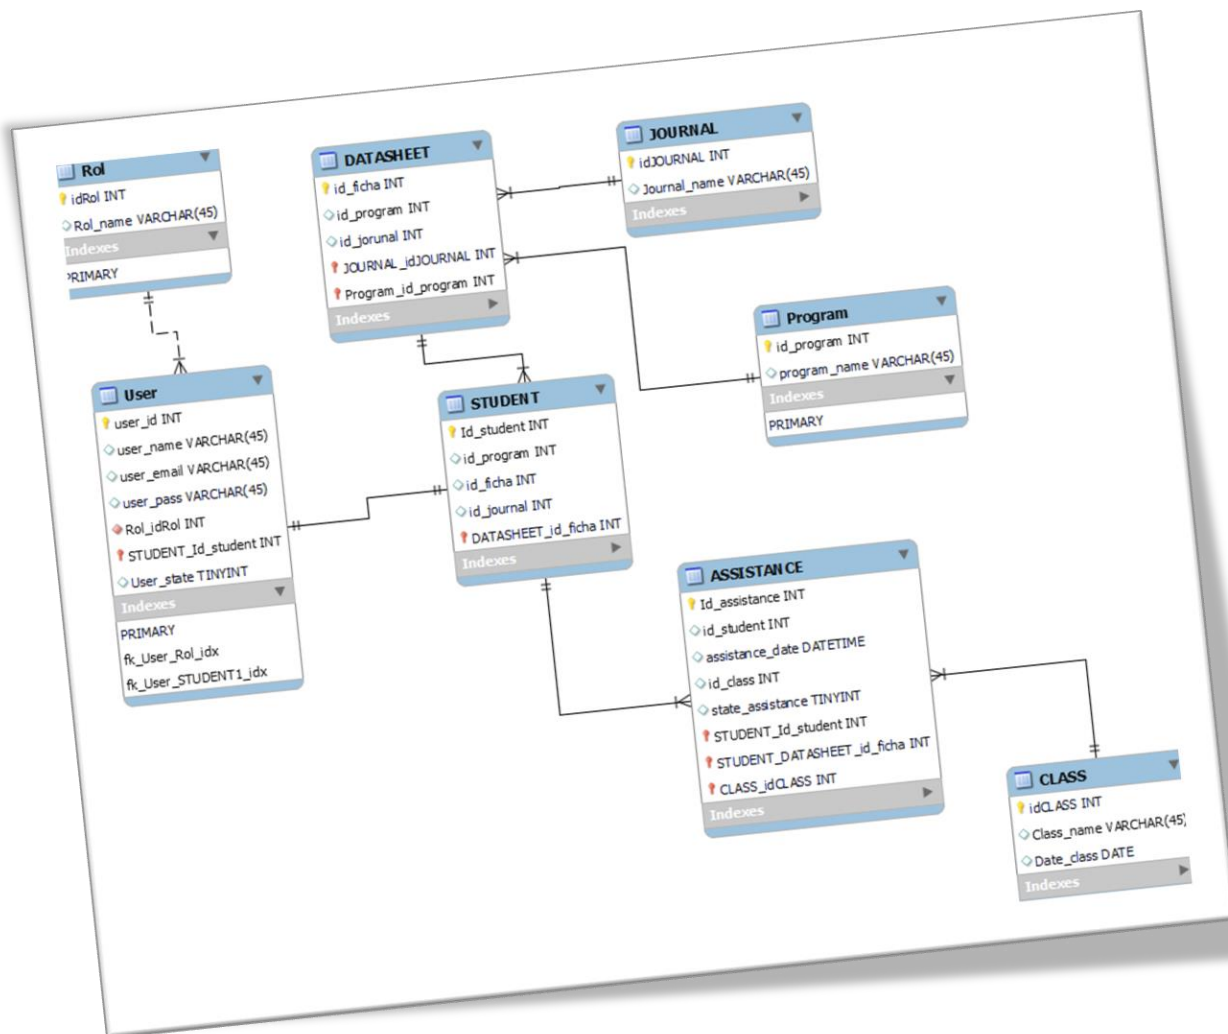 Rol
idRol INT
Rol_name VARCHAR(45)
Indexes
PRIMARY
DATASHEET
id_ficha INT
id_program INT
id_jorunal INT
JOURNAL_idJOURNAL INT
Program_id_program INT
Indexes
JOURNAL
idJOURNAL INT
Journal_name VARCHAR(45)
Indexes
Program
id_program INT
program_name VARCHAR(45)
Indexes
PRIMARY
User
user_id INT
user_name VARCHAR(45)
user_email VARCHAR(45)
user_pass VARCHAR(45)
Rol_idRol INT
STUDENT_Id_student INT
User_state TINYINT
Indexes
PRIMARY
fk_User_Rol_idx
fk_User_STUDENT1_idx
STUDENT
Id_student INT
id_program INT
id_ficha INT
id_journal INT
DATASHEET_id_ficha INT
Indexes
ASSISTANCE
Id_assistance INT
id_student INT
assistance_date DATETIME
id_class INT
state_assistance TINYINT
STUDENT_Id_student INT
STUDENT_DATASHEET_id_ficha INT
CLASS_idCLASS INT
Indexes
CLASS
idCLASS INT
Class_name VARCHAR(45)
Date_class DATE
Indexes